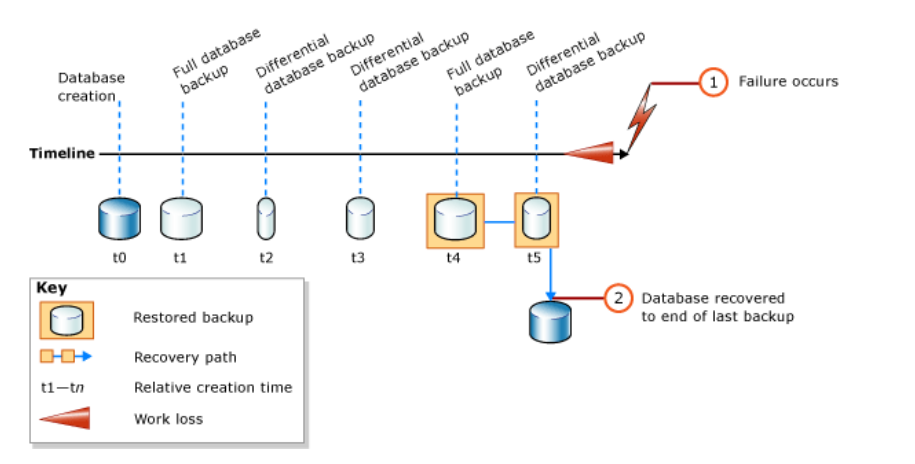 Database
creation
Full database
backup
Differential
database backup
Differential
database backup
Full database
backup
Differential
database backup
1
Failure occurs
Timeline
t0
t1
t2
t3
t4
t5
2
Database recovered
to end of last backup
Key
Restored backup
Recovery path
t1—tn
Relative creation time
Work loss